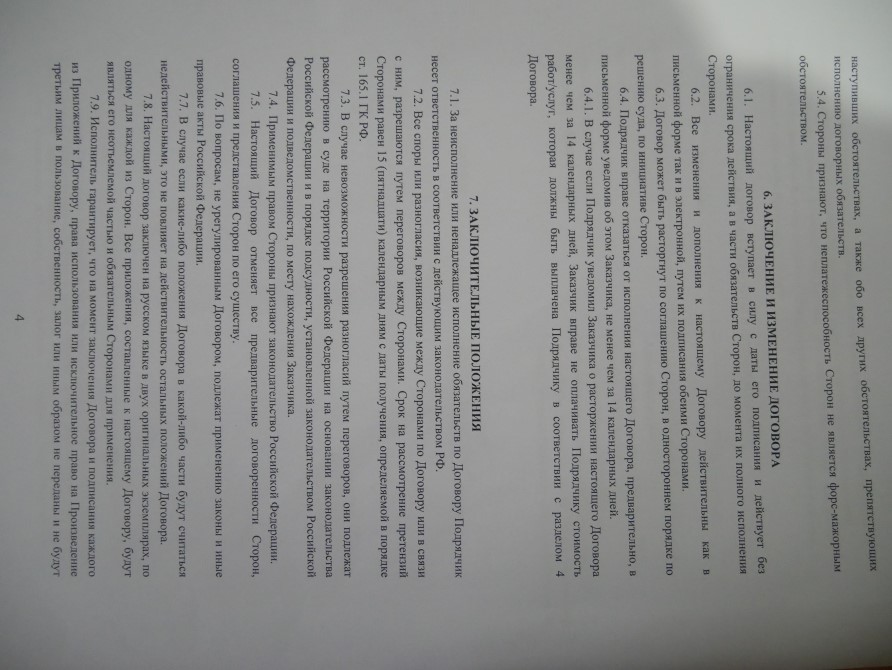 наступивших обстоятельствах, а также обо всех других обстоятельствах, препятствующих
исполнению договорных обязательств.
5.4. Стороны признают, что неплатежеспособность Сторон не является форс-мажорным
обстоятельством.
6. ЗАКЛЮЧЕНИЕ И ИЗМЕНЕНИЕ ДОГОВОРА
6.1. Настоящий договор вступает в силу с даты его подписания и действует без
ограничения срока действия, а в части обязательств Сторон, до момента их полного исполнения
Сторонами.
6.2. Все изменения и дополнения к настоящему Договору действительны как в
письменной форме так и в электронной, путем их подписания обеими Сторонами.
6.3. Договор может быть расторгнут по соглашению Сторон, в одностороннем порядке по
решению суда, по инициативе Сторон.
6.4. Подрядчик вправе отказаться от исполнения настоящего Договора, предварительно, в
письменной форме уведомив об этом Заказчика, не менее чем за 14 календарных дней.
6.4.1. В случае если Подрядчик уведомил Заказчика о расторжении настоящего Договора
менее чем за 14 календарных дней, Заказчик вправе не оплачивать Подрядчику стоимость
работ/услуг, которая должны быть выплачена Подрядчику в соответствии с разделом 4
Договора.
7. ЗАКЛЮЧИТЕЛЬНЫЕ ПОЛОЖЕНИЯ
7.1. За неисполнение или ненадлежащее исполнение обязательств по Договору Подрядчик
несет ответственность в соответствии с действующим законодательством РФ.
7.2. Все споры или разногласия, возникающие между Сторонами по Договору или в связи
с ним, разрешаются путем переговоров между Сторонами. Срок на рассмотрение претензий
Сторонами равен 15 (пятнадцати) календарным дням с даты получения, определяемой в порядке
ст. 165.1 ГК РФ.
7.3. В случае невозможности разрешения разногласий путем переговоров, они подлежат
рассмотрению в суде на территории Российской Федерации на основании законодательства
Российской Федерации и в порядке подсудности, установленной законодательством Российской
Федерации и подведомственности, по месту нахождения Заказчика.
7.4. Применимым правом Стороны признают законодательство Российской Федерации.
7.5. Настоящий Договор отменяет все предварительные договоренности Сторон,
соглашения и представления Сторон по его существу.
7.6. По вопросам, не урегулированным Договором, подлежат применению законы и иные
правовые акты Российской Федерации.
7.7. В случае если какие-либо положения Договора в какой-либо части будут считаться
недействительными, это не повлияет на действительность остальных положений Договора.
7.8. Настоящий договор заключен на русском языке в двух оригинальных экземплярах, по
одному для каждой из Сторон. Все приложения, составленные к настоящему Договору, будут
являться его неотъемлемой частью и обязательным Сторонами для применения.
7.9. Исполнитель гарантирует, что на момент заключения Договора и подписания каждого
из Приложений к Договору, права использования или исключительное право на Произведение
третьим лицам в пользование, собственность, залог или иным образом не переданы и не будут
4